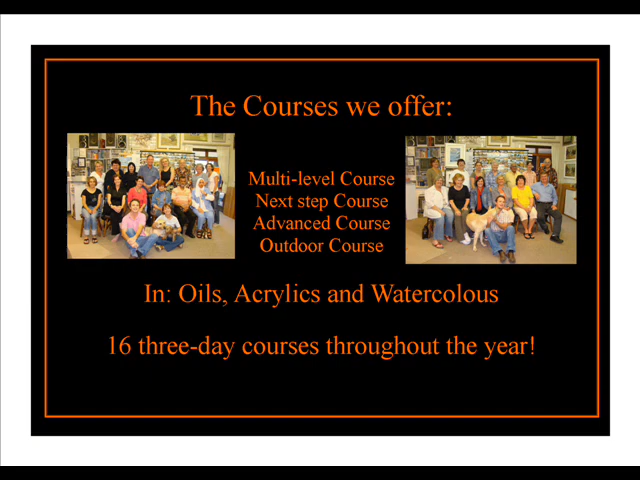 The Courses we offer:
Multi-level Course
Next step Course
Advanced Course
Outdoor Course
In: Oils, Acrylics and Watercolous
16 three-day courses throughout the year!